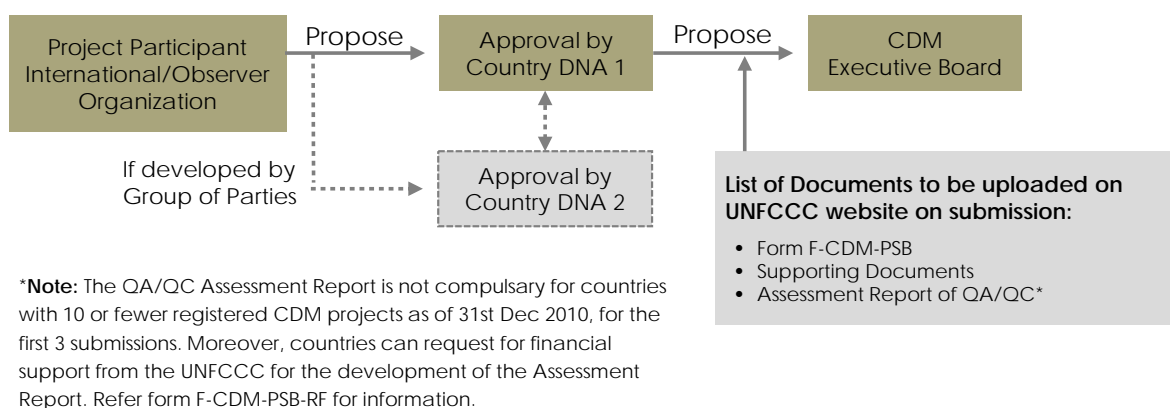 Project Participant
International/Observer
Organization
Propose
Approval by
Country DNA 1
Propose
CDM
Executive Board
If developed by
Group of Parties
Approval by
Country DNA 2
List of Documents to be uploaded on
UNFCCC website on submission:
• Form F-CDM-PSB
• Supporting Documents
• Assessment Report of QA/QC*
*Note: The QA/QC Assessment Report is not compulsary for countries
with 10 or fewer registered CDM projects as of 31st Dec 2010, for the
first 3 submissions. Moreover, countries can request for financial
support from the UNFCCC for the development of the Assessment
Report. Refer form F-CDM-PSB-RF for information.